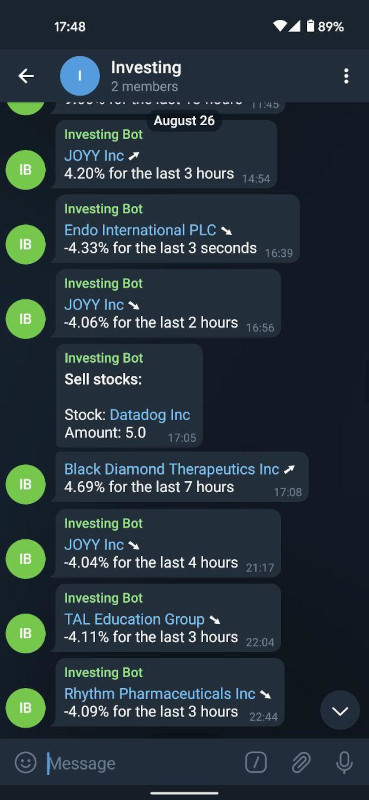 17:48
89%
I
Investing
2 members
11:45
August 26
Investing Bot
JOYY Inc ↗
4.20% for the last 3 hours 14:54
IB
Investing Bot
Endo International PLC ↘
-4.33% for the last 3 seconds 16:39
IB
Investing Bot
JOYY Inc ↘
-4.06% for the last 2 hours 16:56
IB
Investing Bot
Sell stocks:
Stock: Datadog Inc
Amount: 5.0 17:05
Black Diamond Therapeutics Inc ↗
4.69% for the last 7 hours 17:08
IB
Investing Bot
JOYY Inc ↘
-4.04% for the last 4 hours 21:17
IB
Investing Bot
TAL Education Group ↘
-4.11% for the last 3 hours 22:04
IB
Investing Bot
Rhythm Pharmaceuticals Inc ↘
-4.09% for the last 3 hours 22:44
IB
Message